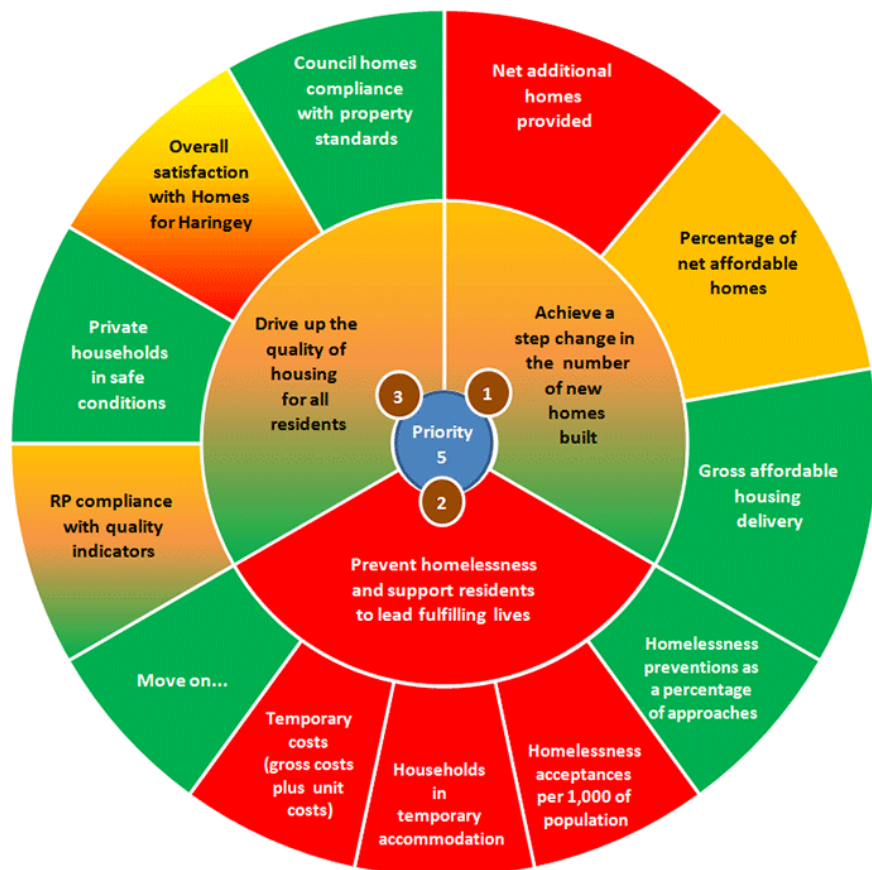 Council homes
compliance
with property
standards
Net additional
homes
provided
Overall
satisfaction
with Homes
for Haringey
Percentage of
net affordable
homes
Private
households
in safe
conditions
Drive up the
quality of
housing
for all
residents
Achieve a
step change in
the number
of new
homes
built
3
1
Priority
5
2
RP compliance
with quality
indicators
Gross affordable
housing
delivery
Prevent homelessness
and support residents
to lead fulfilling lives
Move on...
Temporary
costs
(gross costs
plus unit
costs)
Households
in
temporary
accommodation
Homelessness
acceptances
per 1,000 of
population
Homelessness
preventions as
a percentage
of approaches